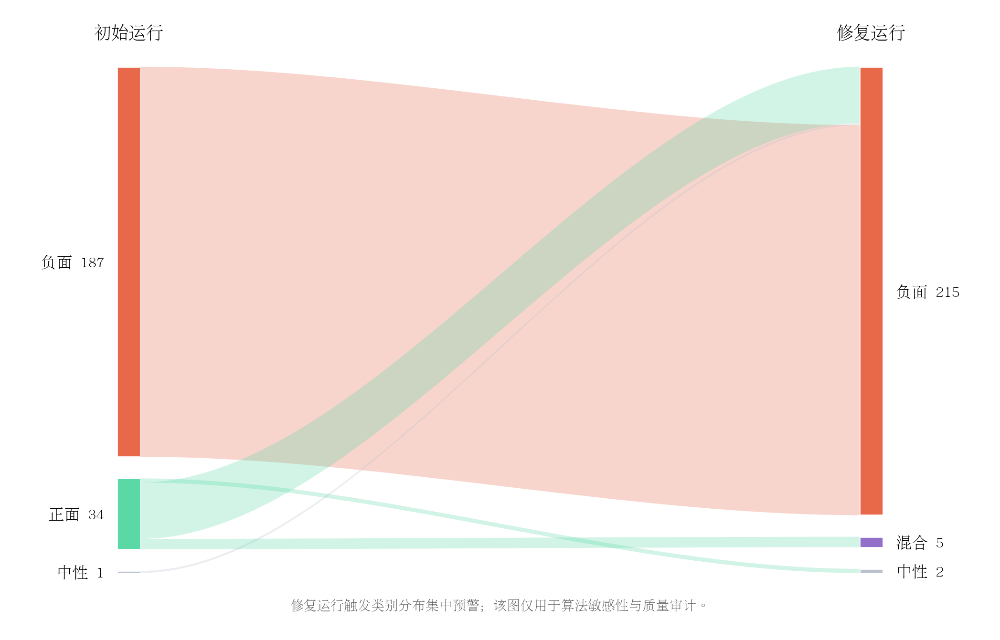 初始运行
修复运行
负面 187
负面 215
正面 34
混合 5
中性 1
中性 2
修复运行触发类别分布集中预警；该图仅用于算法敏感性与质量审计。